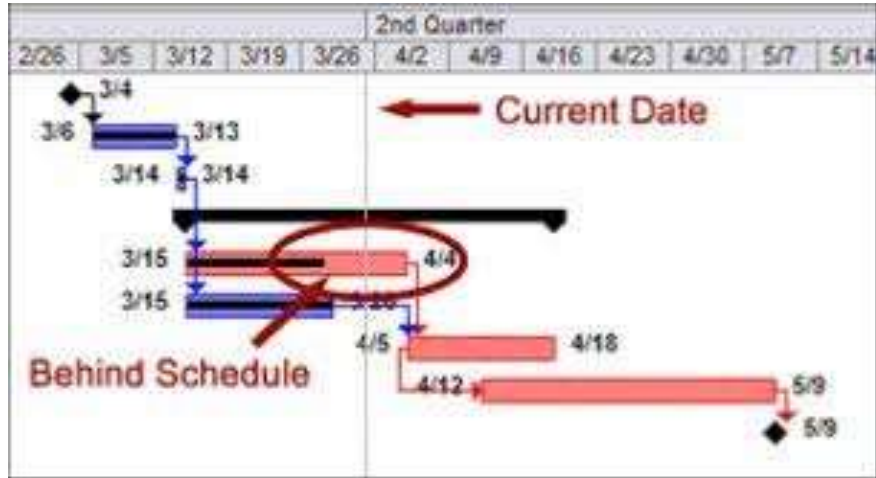 2nd Quarter
2/26 3/5 3/12 3/19 3/26 4/2 4/9 4/16 4/23 4/30 5/7 5/14
3/4
Current Date
3/6 3/13
3/14 3/14
3/15 4/4
3/15
4/5 4/18
Behind Schedule
4/12 5/9
5/9